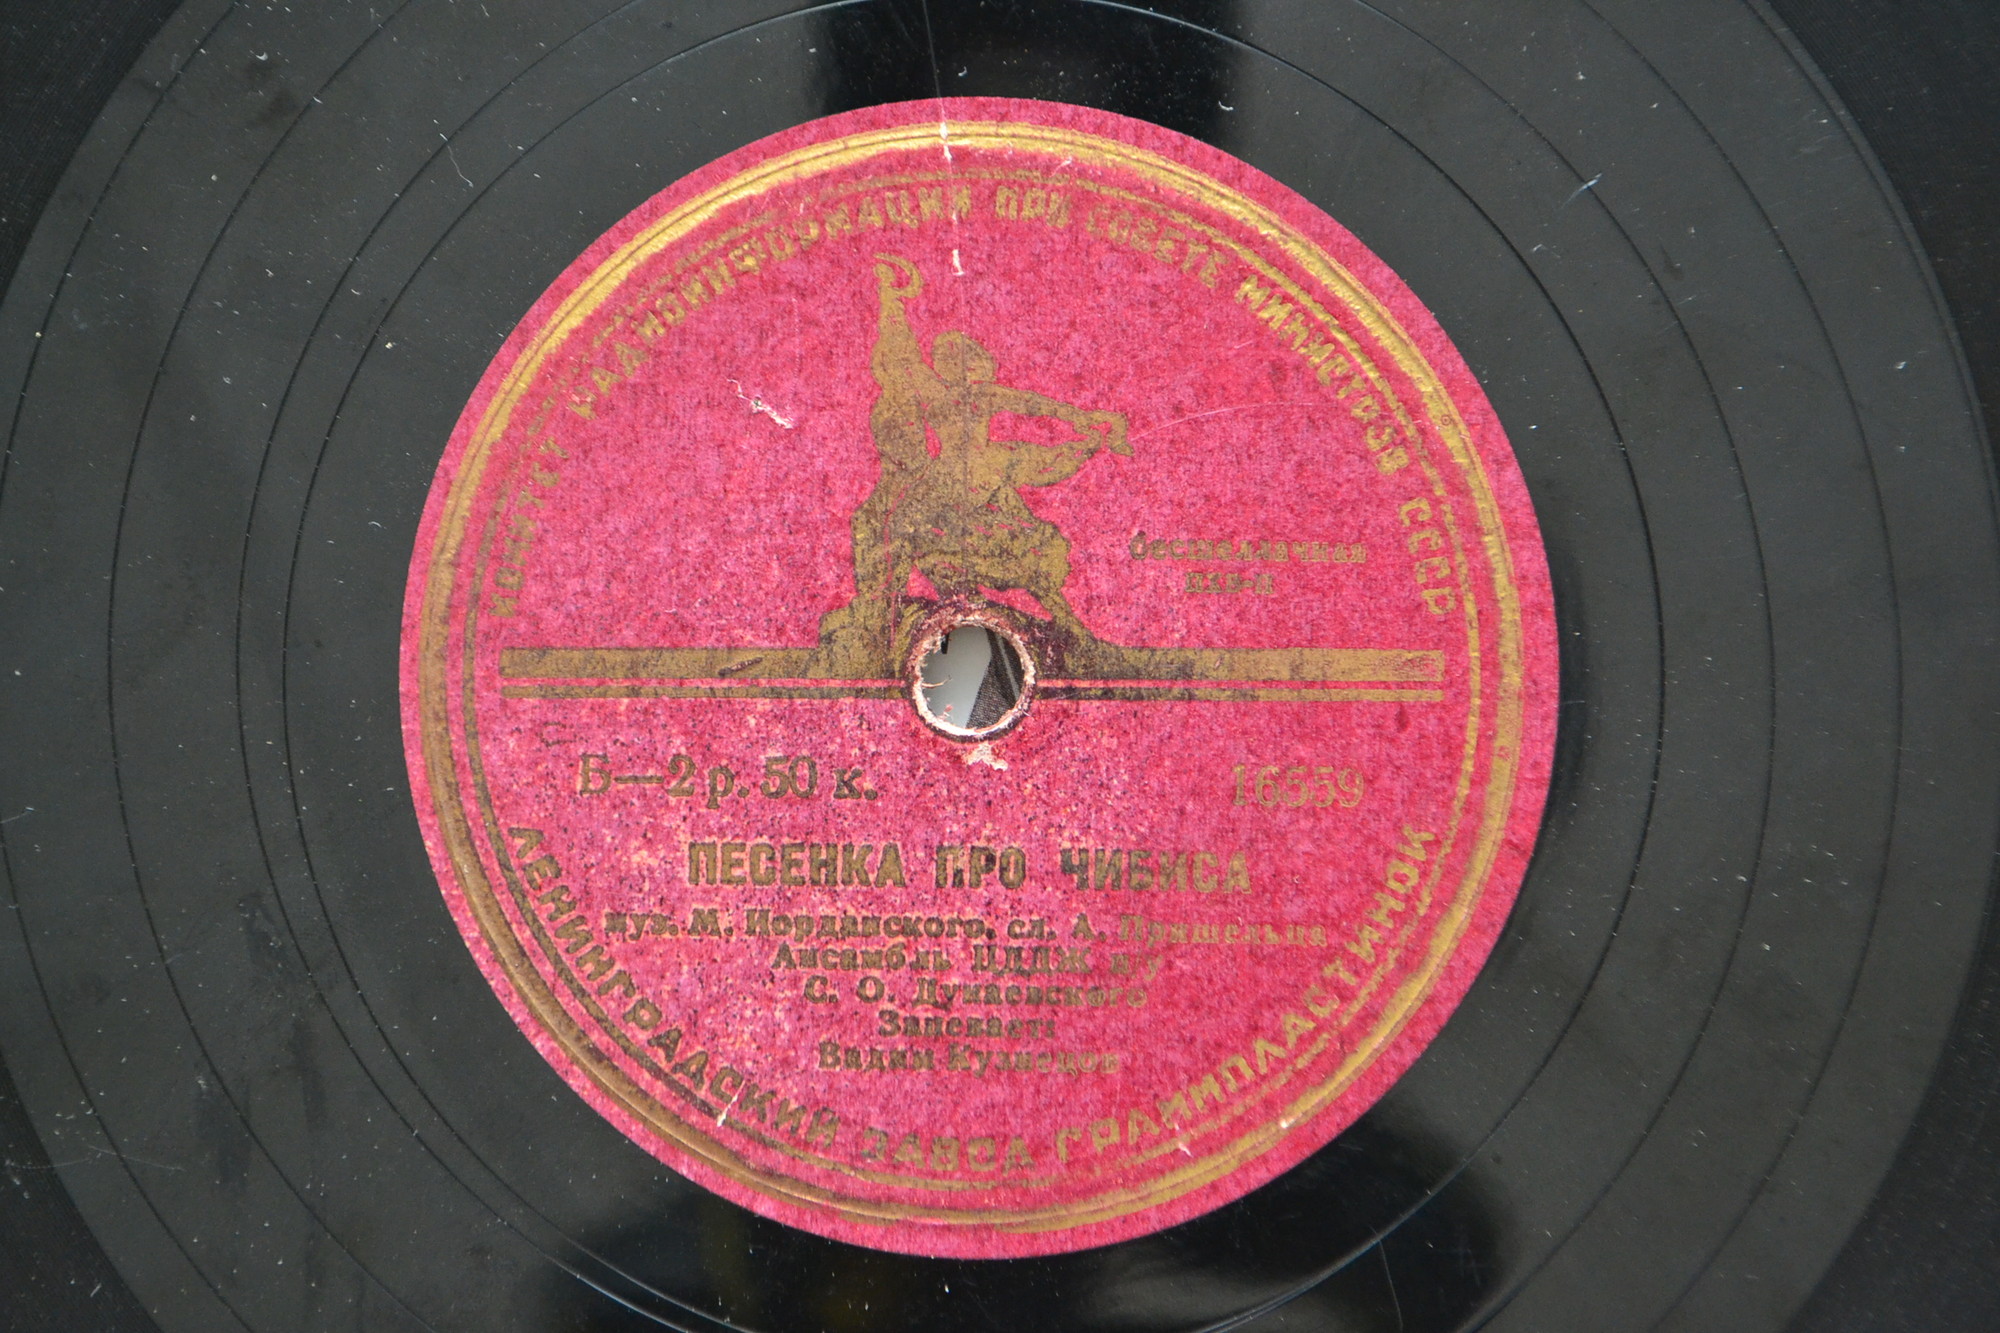 КОМИТЕТ РАДИОИНФОРМАЦИИ ПРИ СОВЕТЕ МИНИСТРОВ СССР
бесшеллачная
пл-
Б—2 р. 50 к.
16559
ПЕСЕНКА ПРО ЧИБИСА
муз. М. Иорданского, сл. А. Пришельца
Ансамбль ЦДДЖ п/у
С. О. Дунаевского
Запевает:
Вадим Кузнецов
ЛЕНИНГРАДСКИЙ ЗАВОД ГРАМПЛАСТИНОК